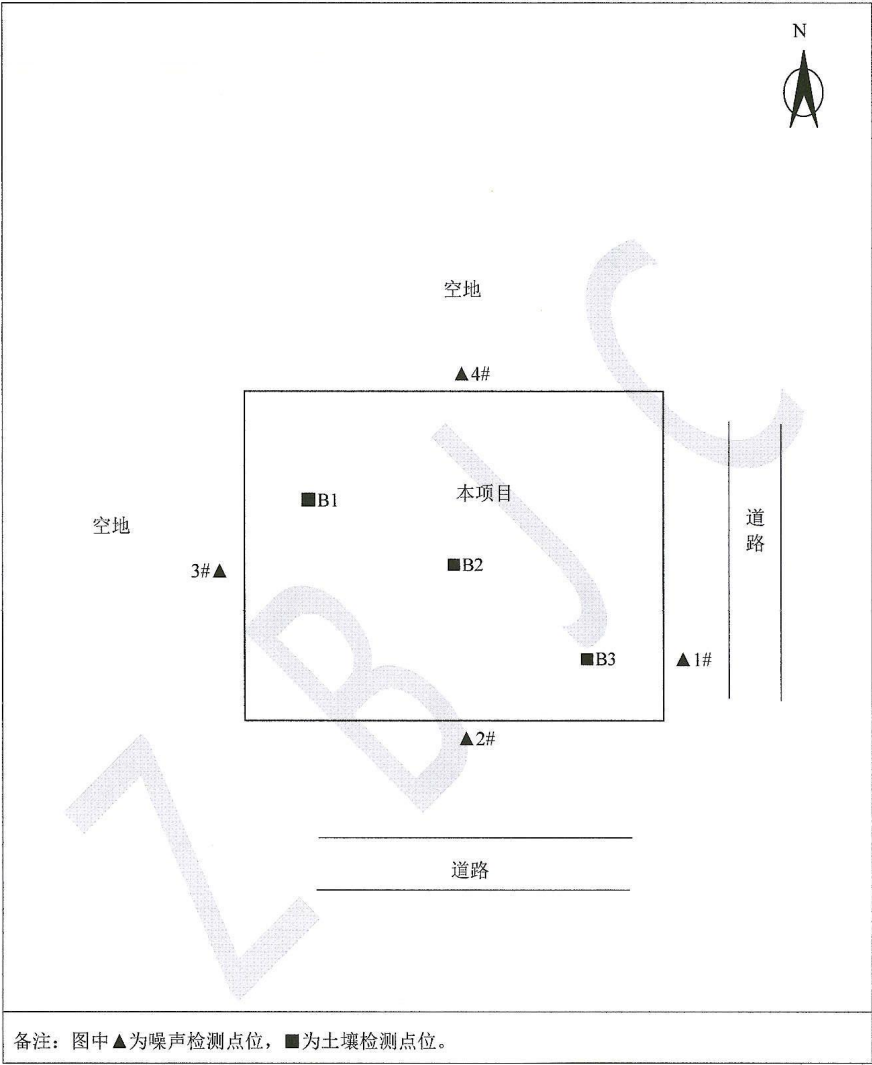 N
空地
▲4#
■B1
本项目
道路
空地
■B2
3#▲
■B3
▲1#
▲2#
道路
备注：图中▲为噪声检测点位，■为土壤检测点位。
ZBJC